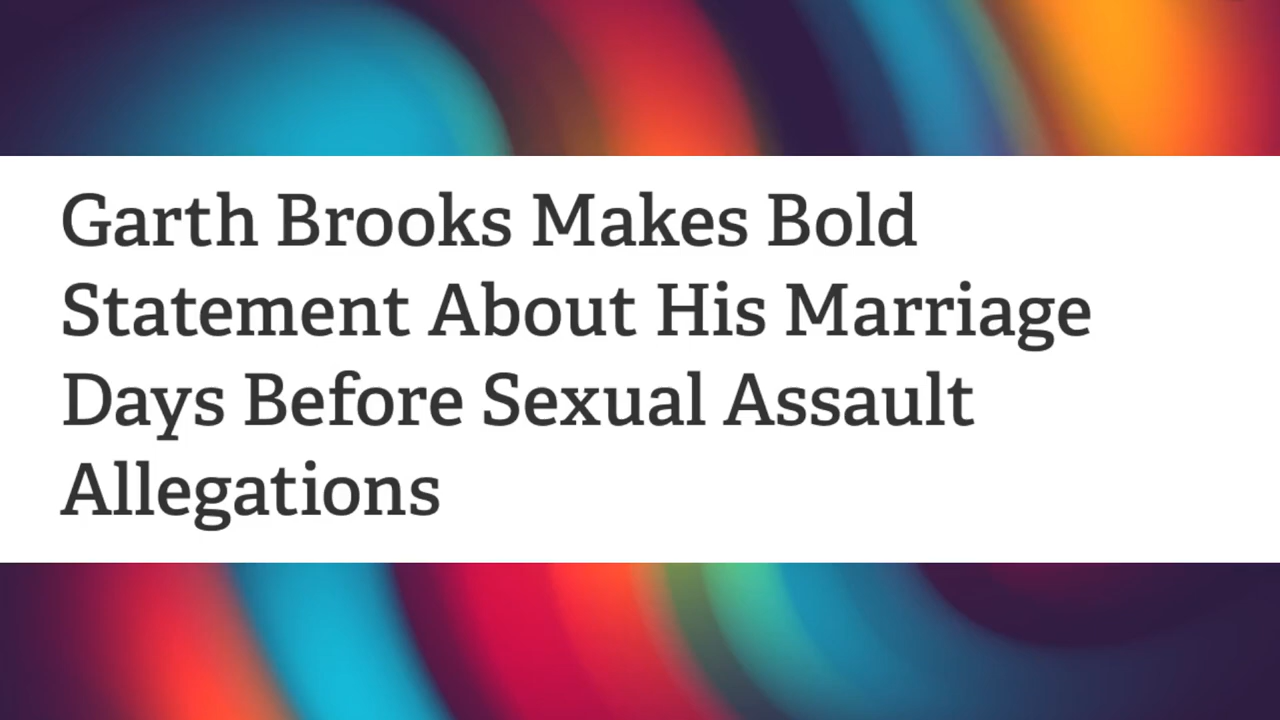 Garth Brooks Makes Bold
Statement About His Marriage
Days Before Sexual Assault
Allegations